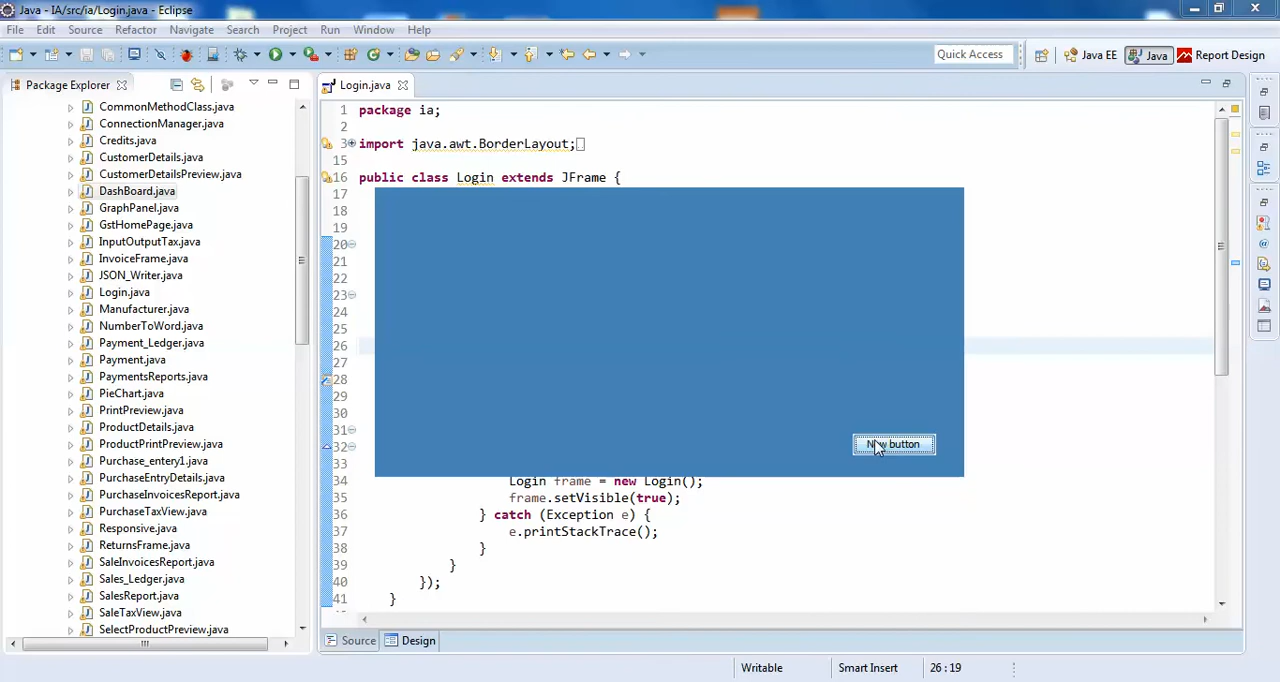 Java - IA/src/ia/Login.java - Eclipse
File Edit Source Refactor Navigate Search Project Run Window Help
Quick Access Java EE Java Report Design
Package Explorer
CommonMethodClass.java
ConnectionManager.java
Credits.java
CustomerDetails.java
CustomerDetailsPreview.java
DashBoard.java
GraphPanel.java
GstHomePage.java
InputOutputTax.java
InvoiceFrame.java
JSON_Writer.java
Login.java
Manufacturer.java
NumberToWord.java
Payment_Ledger.java
Payment.java
PaymentsReports.java
PieChart.java
PrintPreview.java
ProductDetails.java
ProductPrintPreview.java
Purchase_entery1.java
PurchaseEntryDetails.java
PurchaseInvoicesReport.java
PurchaseTaxView.java
Responsive.java
ReturnsFrame.java
SaleInvoicesReport.java
Sales_Ledger.java
SalesReport.java
SaleTaxView.java
SelectProductPreview.java
Login.java
1 package ia;
2
3 import java.awt.BorderLayout;
15
16 public class Login extends JFrame {
17
18
19
20
21
22
23
24
25
26
27
28
29
30
31
32
33
34 Login frame = new Login();
35 frame.setVisible(true);
36 } catch (Exception e) {
37 e.printStackTrace();
38 }
39 }
40 });
41 }
New button
Source Design
Writable Smart Insert 26 : 19